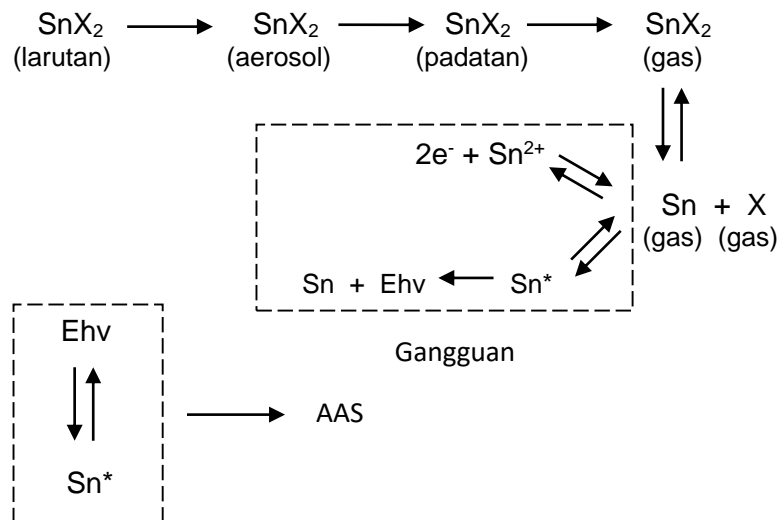 SnX₂ SnX₂ SnX₂ SnX₂
(larutan) (aerosol) (padatan) (gas)
2e⁻ + Sn²⁺
Sn + X
(gas) (gas)
Sn + Ehv Sn*
Gangguan
Ehv
AAS
Sn*